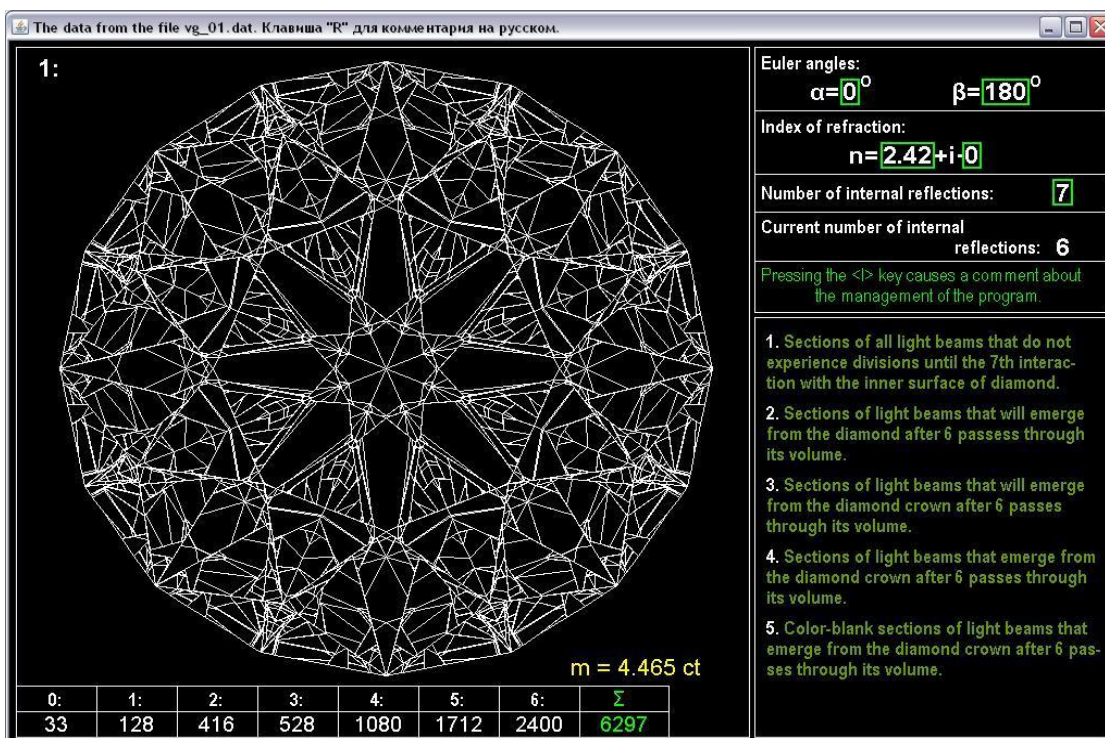 The data from the file vg_01.dat. Клавиша "R" для комментария на русском.
1:
m = 4.465 ct
0: 1: 2: 3: 4: 5: 6: Σ
33 128 416 528 1080 1712 2400 6297
Euler angles:
α=0° β=180°
Index of refraction:
n=2.42+i·0
Number of internal reflections: 7
Current number of internal
reflections: 6
Pressing the <I> key causes a comment about
the management of the program.
1. Sections of all light beams that do not
experience divisions until the 7th interac-
tion with the inner surface of diamond.
2. Sections of light beams that will emerge
from the diamond after 6 passess through
its volume.
3. Sections of light beams that will emerge
from the diamond crown after 6 passes
through its volume.
4. Sections of light beams that emerge from
the diamond crown after 6 passes through
its volume.
5. Color-blank sections of light beams that
emerge from the diamond crown after 6 pas-
ses through its volume.